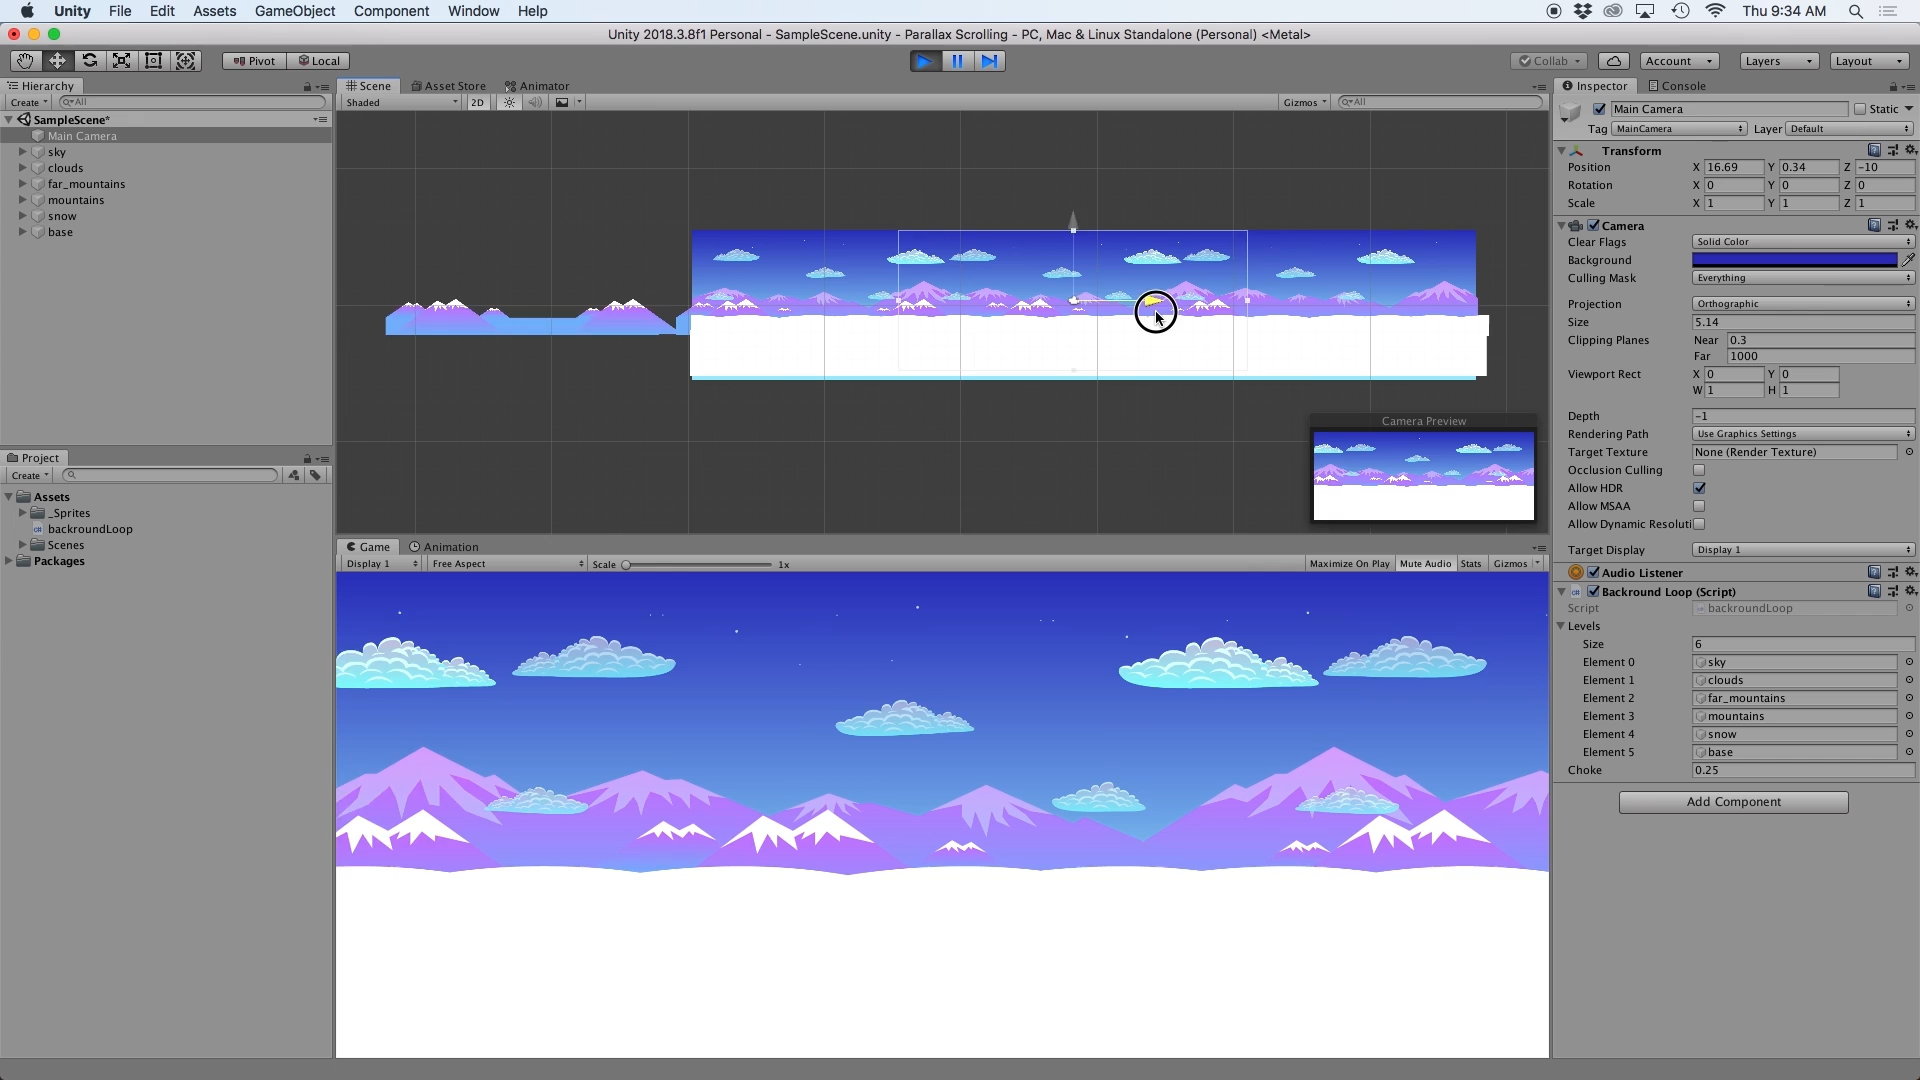 Unity File Edit Assets GameObject Component Window Help Thu 9:34 AM
Unity 2018.3.8f1 Personal - SampleScene.unity - Parallax Scrolling - PC, Mac & Linux Standalone (Personal) <Metal>
Pivot Local Collab Account Layers Layout
Hierarchy
Create All
SampleScene*
Main Camera
sky
clouds
far_mountains
mountains
snow
base
Project
Create
Assets
_Sprites
backroundLoop
Scenes
Packages
Scene Asset Store Animator
Shaded 2D Gizmos All
Camera Preview
Game Animation
Display 1 Free Aspect Scale 1x Maximize On Play Mute Audio Stats Gizmos
Inspector Console
Main Camera Static
Tag MainCamera Layer Default
Transform
Position X 16.69 Y 0.34 Z -10
Rotation X 0 Y 0 Z 0
Scale X 1 Y 1 Z 1
Camera
Clear Flags Solid Color
Background
Culling Mask Everything
Projection Orthographic
Size 5.14
Clipping Planes Near 0.3
Far 1000
Viewport Rect X 0 Y 0
W 1 H 1
Depth -1
Rendering Path Use Graphics Settings
Target Texture None (Render Texture)
Occlusion Culling
Allow HDR
Allow MSAA
Allow Dynamic Resoluti
Target Display Display 1
Audio Listener
Backround Loop (Script)
Script backroundLoop
Levels
Size 6
Element 0 sky
Element 1 clouds
Element 2 far_mountains
Element 3 mountains
Element 4 snow
Element 5 base
Choke 0.25
Add Component